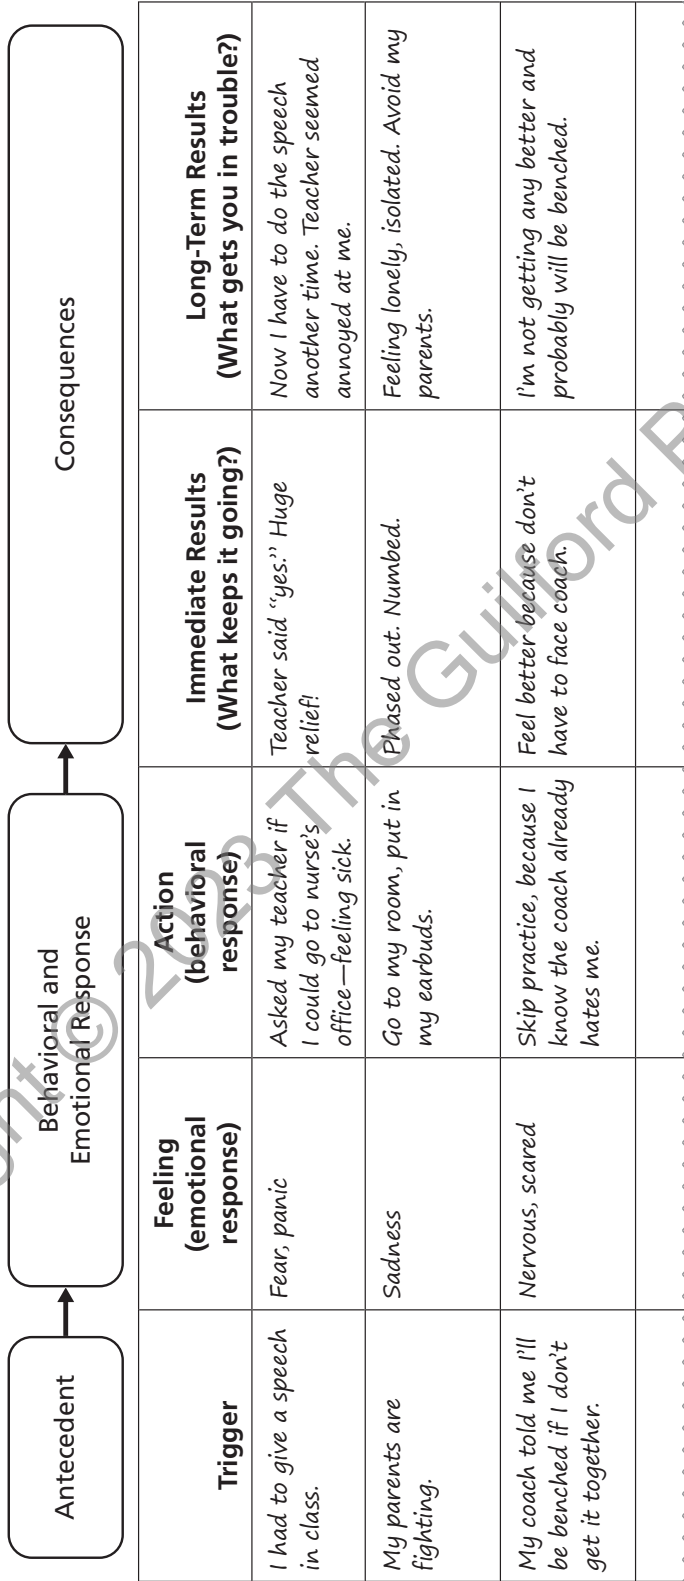 Antecedent
Behavioral and
Emotional Response
Consequences
Trigger
Feeling
(emotional
response)
Action
(behavioral
response)
Immediate Results
(What keeps it going?)
Long-Term Results
(What gets you in trouble?)
I had to give a speech
in class.
Fear, panic
Asked my teacher if
I could go to nurse's
office—feeling sick.
Teacher said “yes.” Huge
relief!
Now I have to do the speech
another time. Teacher seemed
annoyed at me.
My parents are
fighting.
Sadness
Go to my room, put in
my earbuds.
Phased out. Numbed.
Feeling lonely, isolated. Avoid my
parents.
My coach told me I'll
be benched if I don't
get it together.
Nervous, scared
Skip practice, because I
know the coach already
hates me.
Feel better because don't
have to face coach.
I'm not getting any better and
probably will be benched.
© 2023 The Guilford